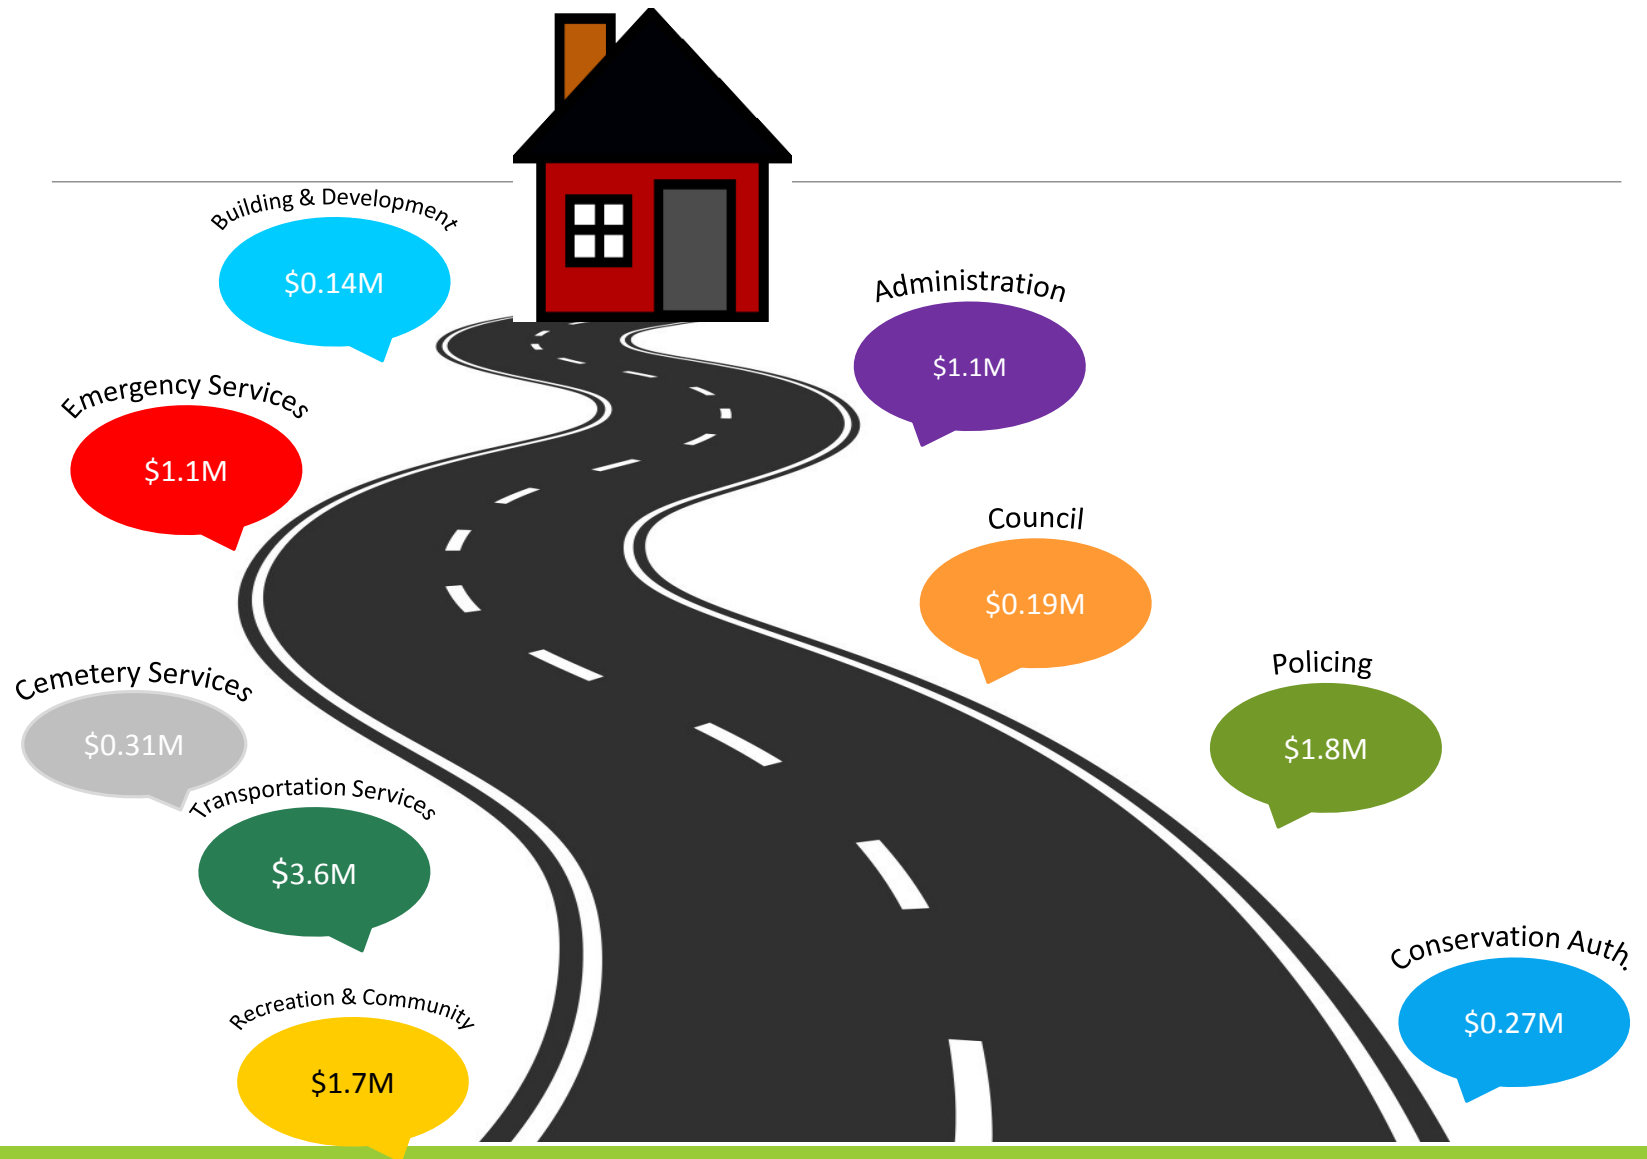 Building & Development
$0.14M
Administration
$1.1M
Emergency Services
$1.1M
Council
$0.19M
Policing
$1.8M
Cemetery Services
$0.31M
Transportation Services
$3.6M
Conservation Auth.
$0.27M
Recreation & Community
$1.7M